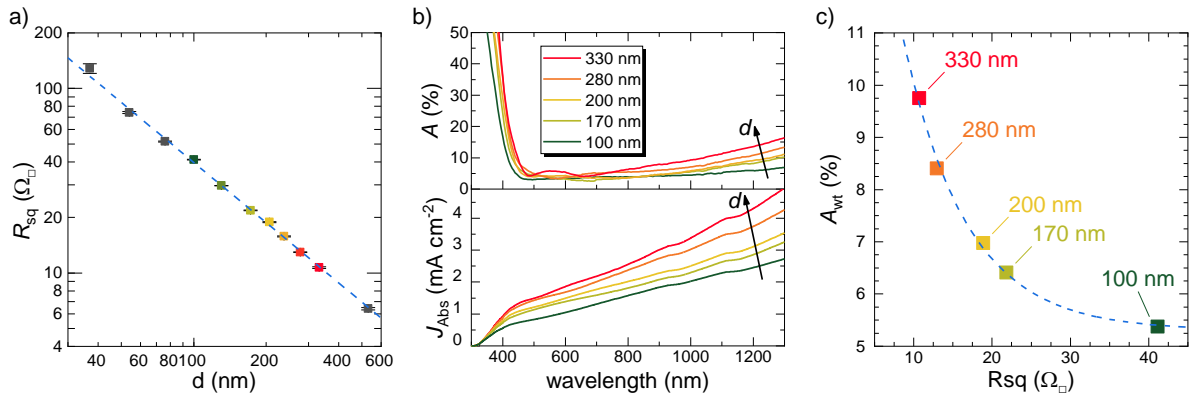 a)
200
100
80
60
40
20
10
8
6
4
R_sq (Ω_□)
40
60
80
100
200
400
600
d (nm)
b)
50
40
30
20
10
5
0
A (%)
330 nm
280 nm
200 nm
170 nm
100 nm
d
4
3
2
1
0
J_Abs (mA cm⁻²)
d
400
600
800
1000
1200
wavelength (nm)
c)
11
10
9
8
7
6
5
A_wt (%)
330 nm
280 nm
200 nm
170 nm
100 nm
10
20
30
40
Rsq (Ω_□)